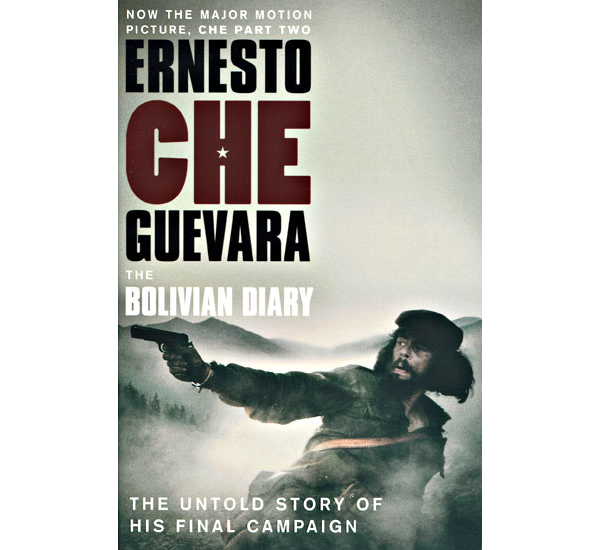 NOW THE MAJOR MOTION
PICTURE, CHE PART TWO
ERNESTO
CHE
GUEVARA
THE
BOLIVIAN DIARY
THE UNTOLD STORY OF
HIS FINAL CAMPAIGN